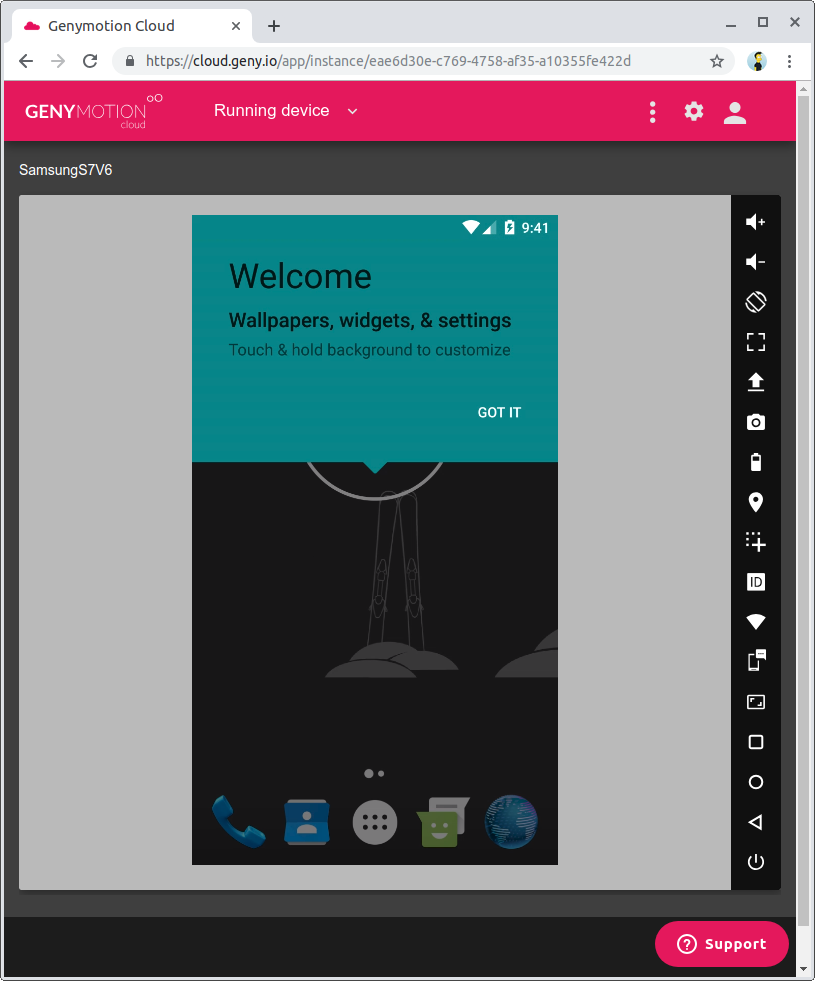 Genymotion Cloud
https://cloud.geny.io/app/instance/eae6d30e-c769-4758-af35-a10355fe422d
GENYMOTION
cloud
Running device
SamsungS7V6
9:41
Welcome
Wallpapers, widgets, & settings
Touch & hold background to customize
GOT IT
ID
Support